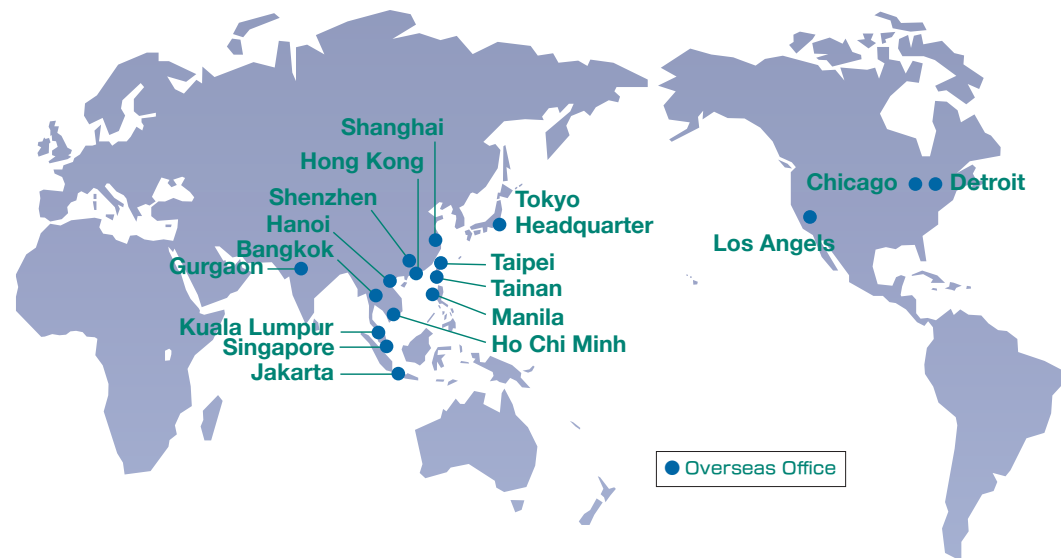 Shanghai
Hong Kong
Shenzhen
Hanoi
Bangkok
Gurgaon
Kuala Lumpur
Singapore
Jakarta
Tokyo
Headquarter
Taipei
Tainan
Manila
Ho Chi Minh
Chicago
Detroit
Los Angels
Overseas Office